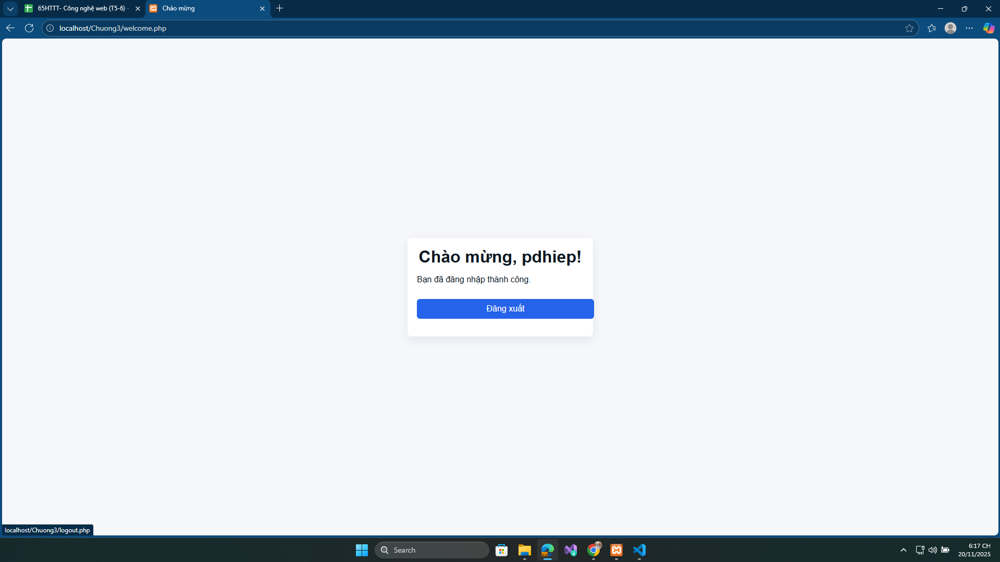 65HTTT- Công nghệ web (T5-6) -
Chào mừng
localhost/Chuong3/welcome.php
Chào mừng, pdhiep!
Bạn đã đăng nhập thành công.
Đăng xuất
localhost/Chuong3/logout.php
Search
6:17 CH
20/11/2025